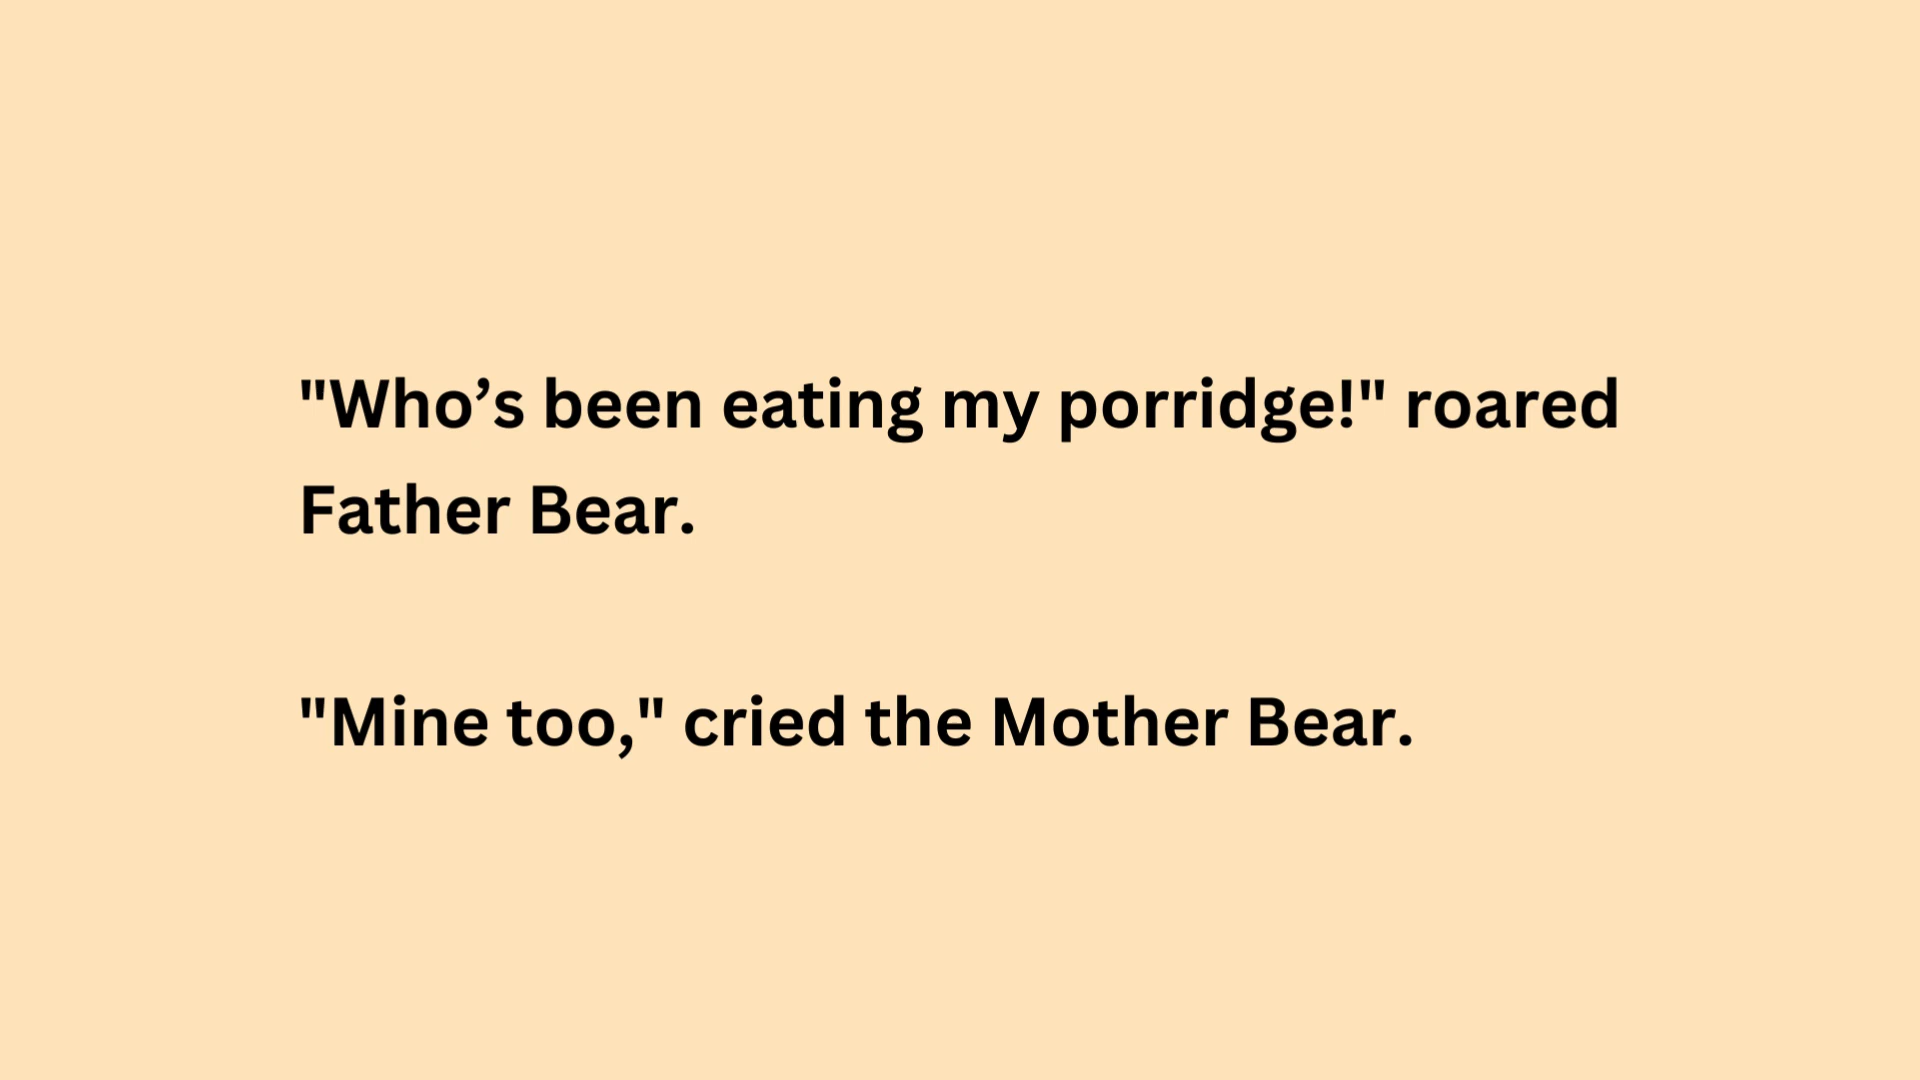 "Who’s been eating my porridge!" roared
Father Bear.
"Mine too," cried the Mother Bear.